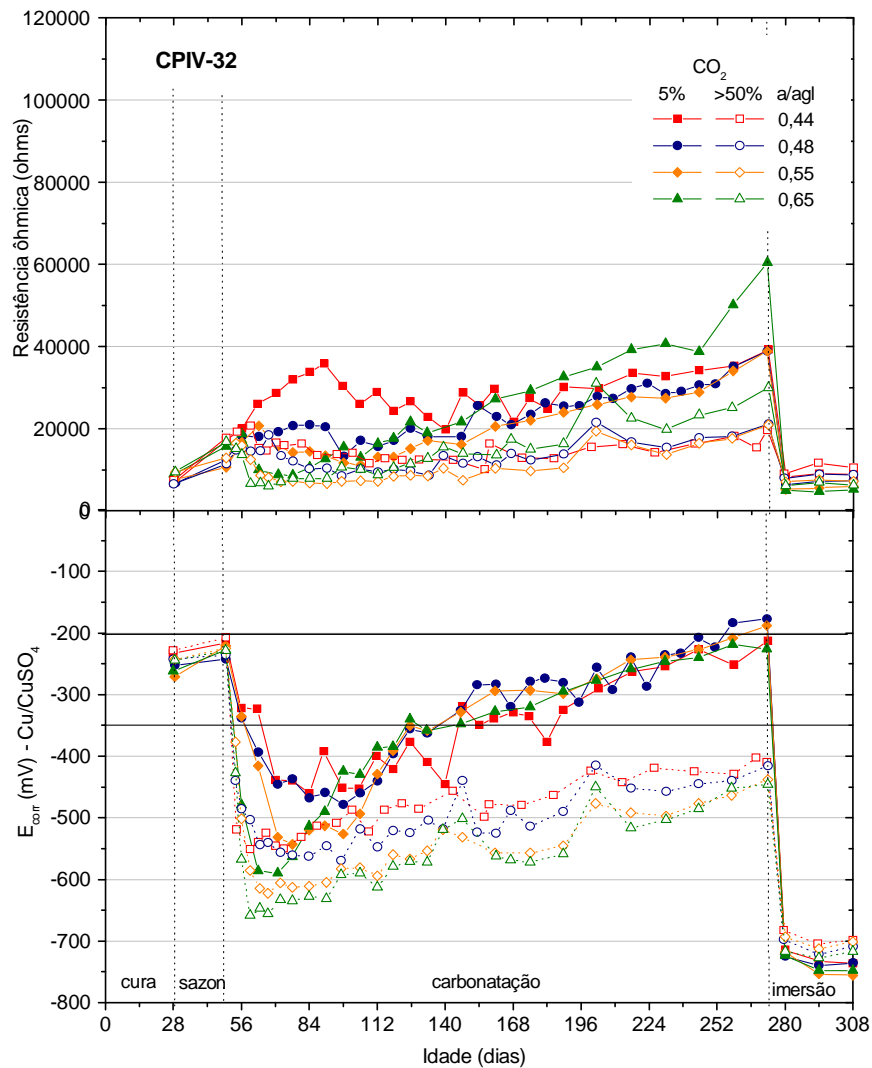 120000
CPIV-32
CO2
5% >50% a/agl
100000
0,44
0,48
80000
0,55
0,65
60000
40000
20000
0
Resistência ôhmica (ohms)
0
-100
-200
-300
-400
-500
-600
-700
-800
Ecorr (mV) - Cu/CuSO4
cura sazon carbonatação imersão
0 28 56 84 112 140 168 196 224 252 280 308
Idade (dias)